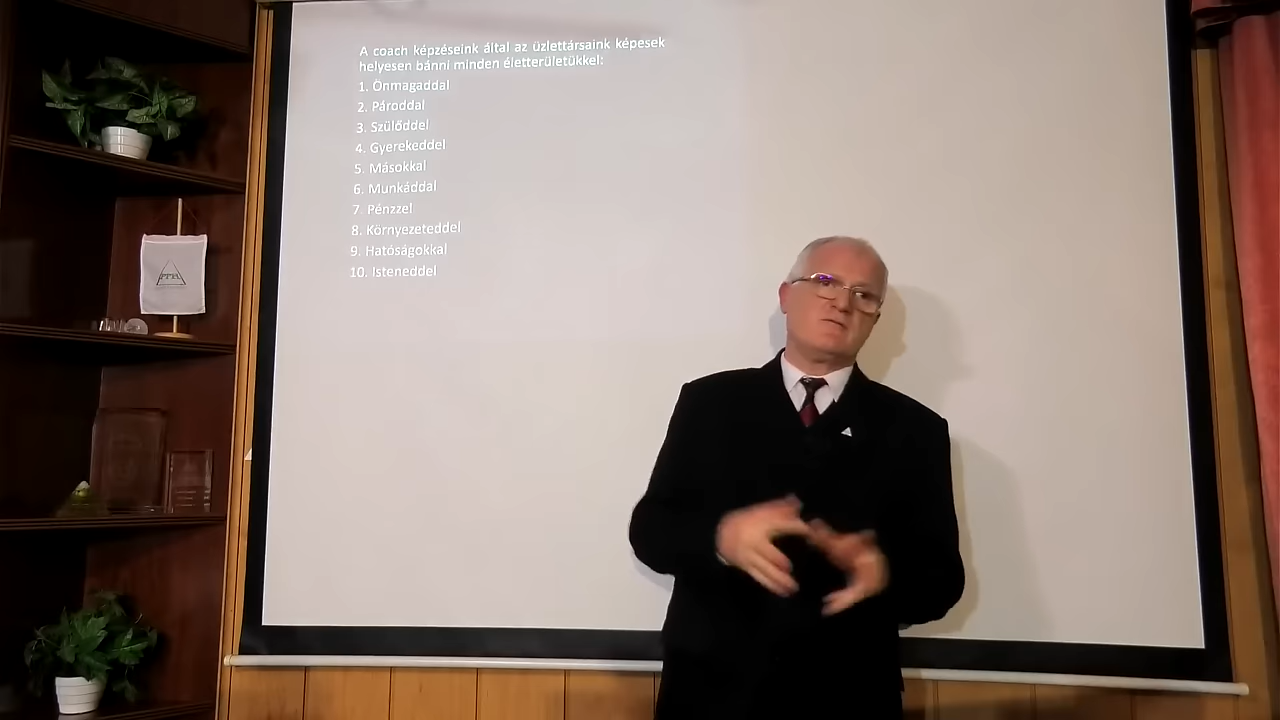 A coach képzéseink által az üzlettársaink képesek
helyesen bánni minden életterületükkel:
1. Önmagaddal
2. Pároddal
3. Szülőddel
4. Gyerekeddel
5. Másokkal
6. Munkáddal
7. Pénzzel
8. Környezeteddel
9. Hatóságokkal
10. Isteneddel